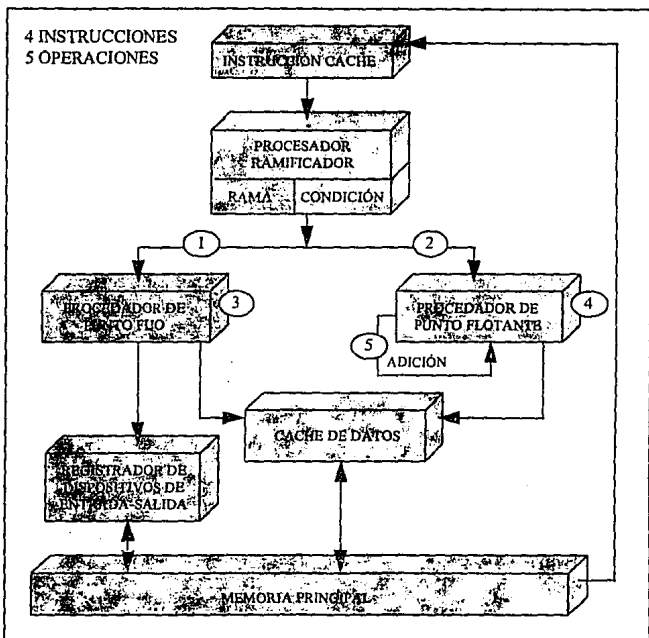 4 INSTRUCCIONES
5 OPERACIONES
INSTRUCCIÓN CACHE
PROCESADOR
RAMIFICADOR
RAMA
CONDICIÓN
1
2
PROCEDADOR DE
PUNTO FIJO
3
PROCEDADOR DE
PUNTO FLOTANTE
4
5
ADICIÓN
CACHE DE DATOS
REGISTRADOR DE
DISPOSITIVOS DE
ENTRADA-SALIDA
MEMORIA PRINCIPAL